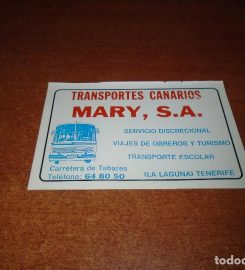 TRANSPORTES CANARIOS
MARY, S.A.
SERVICIO DISCRECIONAL
VIAJES DE OBREROS Y TURISMO
TRANSPORTE ESCOLAR
Carretera de Tabares
Teléfono: 64 80 50
(LA LAGUNA) TENERIFE
todoc